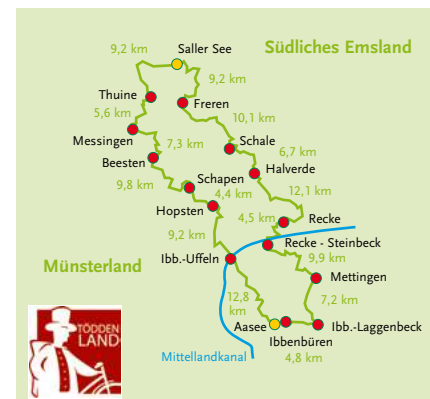 9,2 km
Saller See
Südliches Emsland
9,2 km
Thuine
Freren
5,6 km
10,1 km
Messingen
7,3 km
Schale
6,7 km
Beesten
Halverde
9,8 km
Schapen
4,4 km
12,1 km
Hopsten
4,5 km
Recke
9,2 km
Recke - Steinbeck
Münsterland
Ibb.-Uffeln
9,9 km
Mettingen
12,8
km
7,2 km
TÖDDEN
LAND
Aasee
Ibb.-Laggenbeck
Ibbenbüren
Mittellandkanal
4,8 km